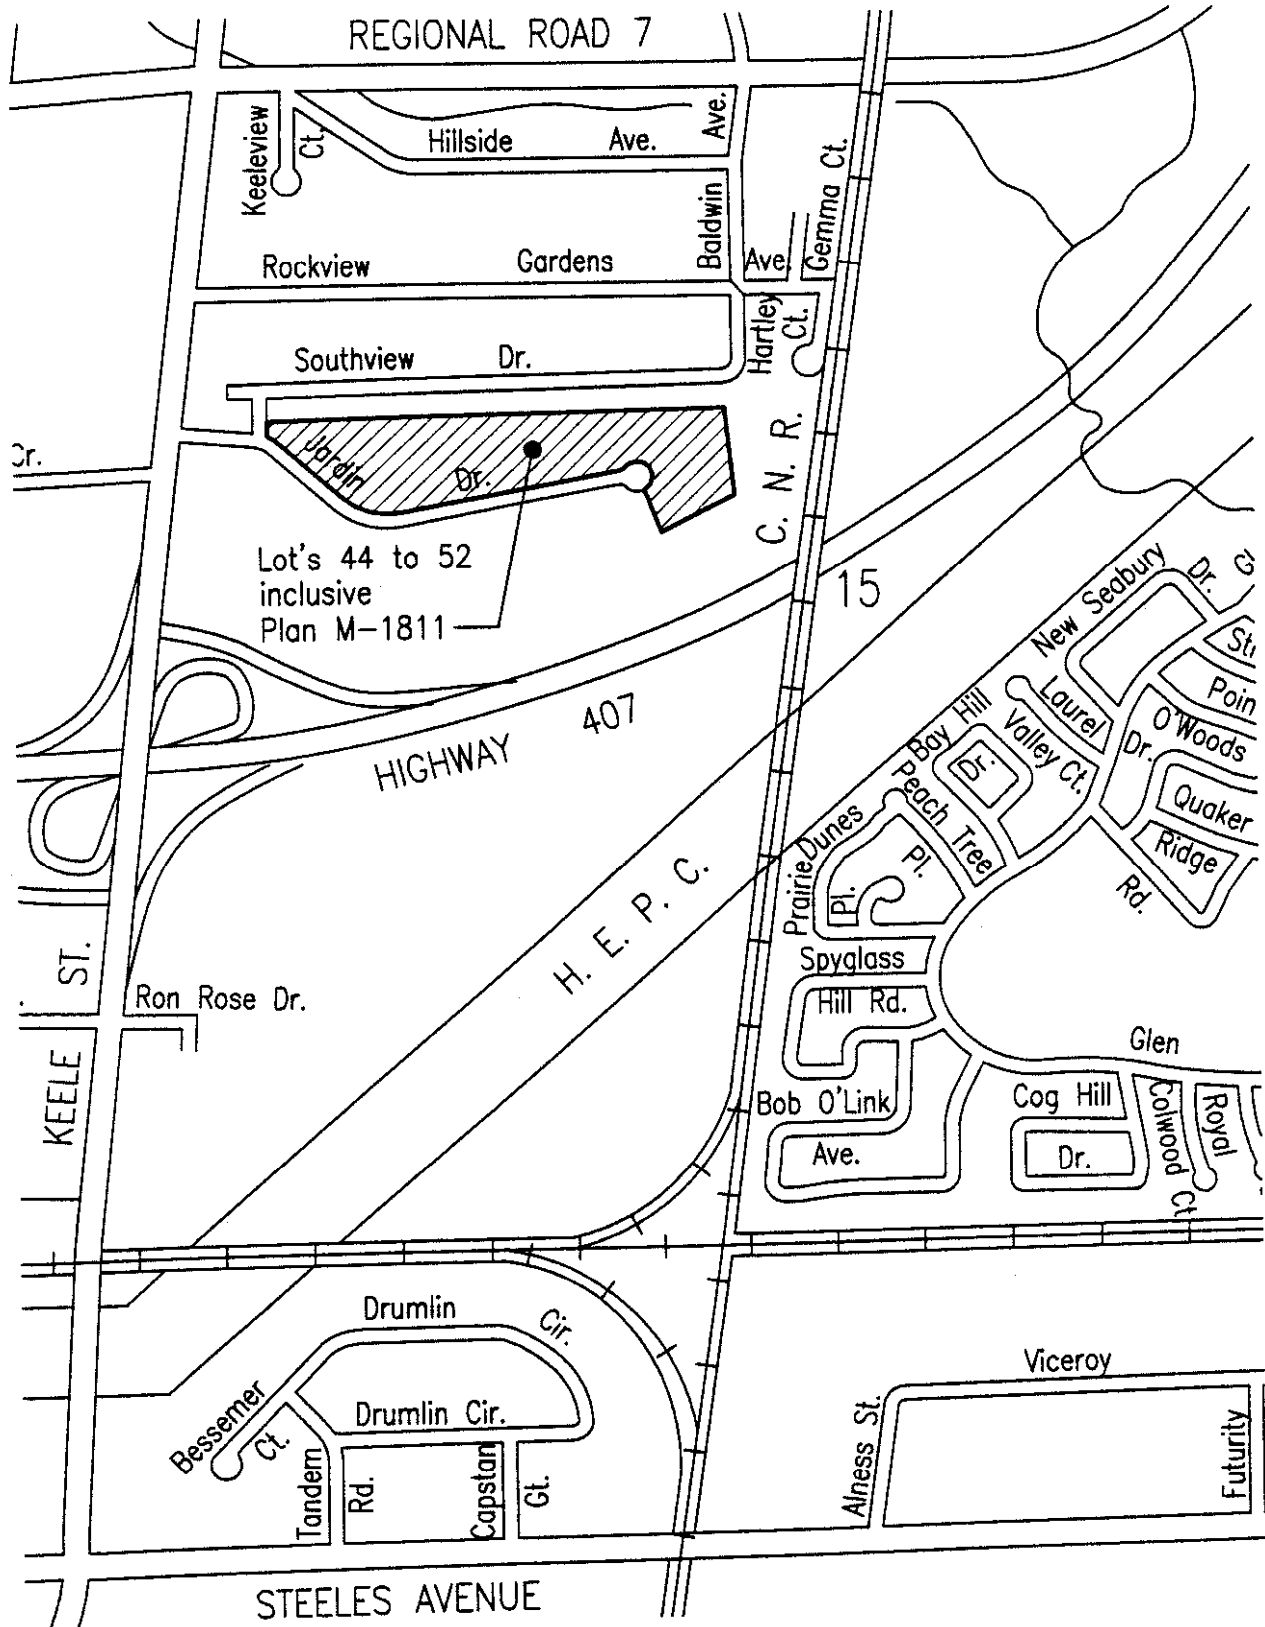 REGIONAL ROAD 7
Keeleview Ct.
Hillside Ave.
Baldwin Ave.
Gemma Ct.
Rockview Gardens
Ave.
Hartley Ct.
Southview Dr.
Jardin Dr.
C. N. R.
Lot's 44 to 52
inclusive
Plan M-1811
15
New Seabury Dr.
HIGHWAY 407
Laurel Valley Ct.
Bay Hill Dr.
O'Woods
Dr.
Quaker
Ridge
Rd.
Peach Tree Pl.
Prairie Dunes Pl.
H. E. P. C.
Spyglass
Hill Rd.
KEELE ST.
Ron Rose Dr.
Glen
Bob O'Link
Ave.
Cog Hill
Dr.
Colwood Ct
Royal
Drumlin Cir.
Bessemer Ct.
Drumlin Cir.
Tandem Rd.
Capstan Gt.
Viceroy
Alness St.
Futurity
STEELES AVENUE